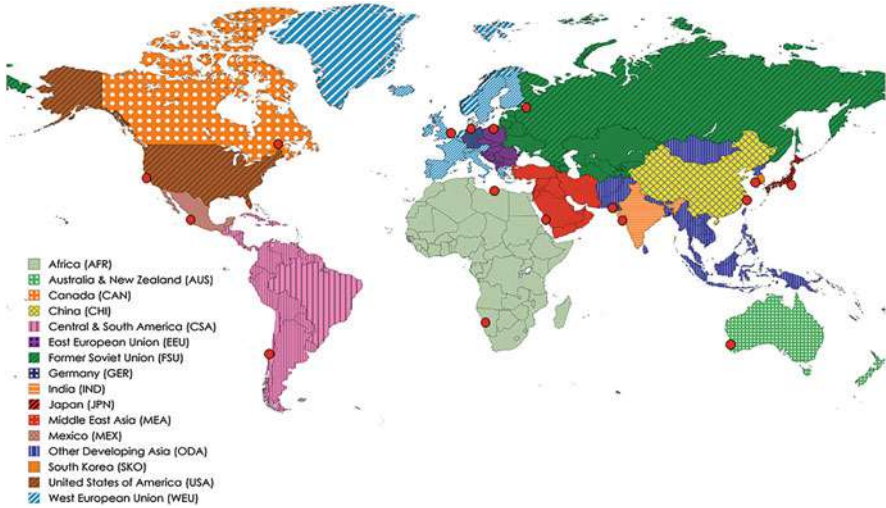 Africa (AFR)
Australia & New Zealand (AUS)
Canada (CAN)
China (CHI)
Central & South America (CSA)
East European Union (EEU)
Former Soviet Union (FSU)
Germany (GER)
India (IND)
Japan (JPN)
Middle East Asia (MEA)
Mexico (MEX)
Other Developing Asia (ODA)
South Korea (SKO)
United States of America (USA)
West European Union (WEU)